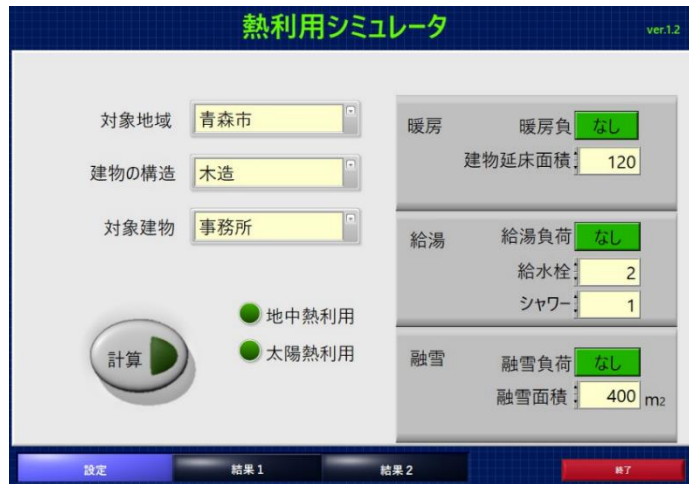 熱利用シミュレータ
ver.1.2
対象地域 青森市
建物の構造 木造
対象建物 事務所
地中熱利用
太陽熱利用
計算
暖房 暖房負 なし
建物延床面積 120
給湯 給湯負荷 なし
給水栓 2
シャワー 1
融雪 融雪負荷 なし
融雪面積 400 m2
設定 結果1 結果2 終了